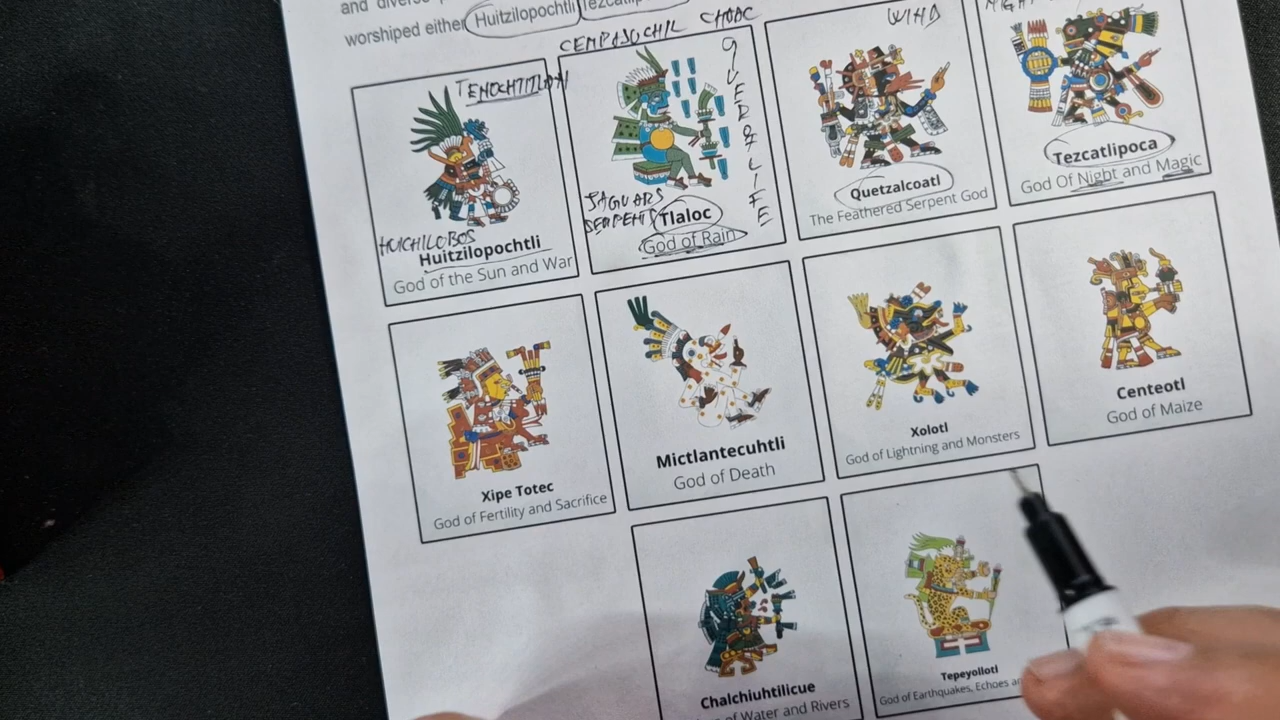 and diverse
worshiped either Huitzilopochtli
CEMPASUCHIL CHAAC
WIND
TENOCHTITLAN
GIVER OF LIFE
HUICHILOBOS
Huitzilopochtli
God of the Sun and War
JAGUARS
SERPENTS
Tlaloc
God of Rain
Quetzalcoatl
The Feathered Serpent God
Tezcatlipoca
God Of Night and Magic
Xipe Totec
God of Fertility and Sacrifice
Mictlantecuhtli
God of Death
Xolotl
God of Lightning and Monsters
Centeotl
God of Maize
Chalchiuhtilicue
of Water and Rivers
Tepeyollotl
God of Earthquakes, Echoes